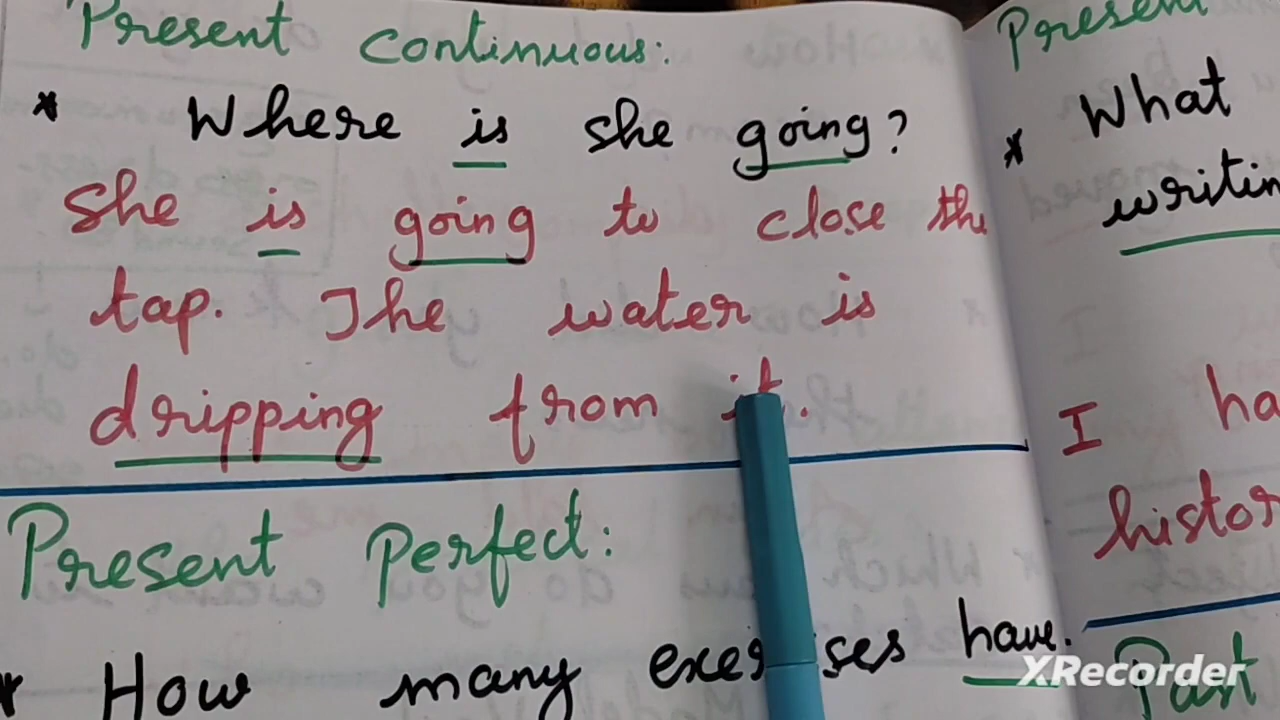 Present continuous:
* Where is she going?
She is going to close the
tap. The water is
dripping from it.
Present Perfect:
* How many exercises have.
Present
* What
writin
I ha
histor
Past
XRecorder